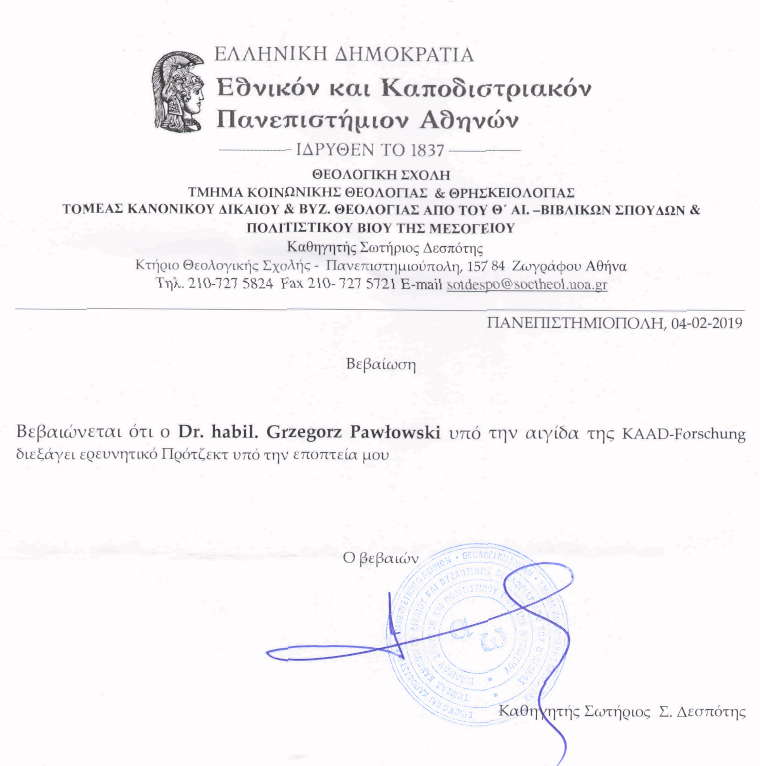 ΕΛΛΗΝΙΚΗ ΔΗΜΟΚΡΑΤΙΑ
Εθνικόν και Καποδιστριακόν
Πανεπιστήμιον Αθηνών
ΙΔΡΥΘΕΝ ΤΟ 1837
ΘΕΟΛΟΓΙΚΗ ΣΧΟΛΗ
ΤΜΗΜΑ ΚΟΙΝΩΝΙΚΗΣ ΘΕΟΛΟΓΙΑΣ & ΘΡΗΣΚΕΙΟΛΟΓΙΑΣ
ΤΟΜΕΑΣ ΚΑΝΟΝΙΚΟΥ ΔΙΚΑΙΟΥ & ΒΥΖ. ΘΕΟΛΟΓΙΑΣ ΑΠΟ ΤΟΥ Θ΄ ΑΙ. –ΒΙΒΛΙΚΩΝ ΣΠΟΥΔΩΝ &
ΠΟΛΙΤΙΣΤΙΚΟΥ ΒΙΟΥ ΤΗΣ ΜΕΣΟΓΕΙΟΥ
Καθηγητής Σωτήριος Δεσπότης
Κτήριο Θεολογικής Σχολής - Πανεπιστημιούπολη, 157 84 Ζωγράφου Αθήνα
Τηλ. 210-727 5824 Fax 210- 727 5721 E-mail sotdespo@soctheol.uoa.gr
ΠΑΝΕΠΙΣΤΗΜΙΟΠΟΛΗ, 04-02-2019
Βεβαίωση
Βεβαιώνεται ότι ο Dr. habil. Grzegorz Pawłowski υπό την αιγίδα της KAAD-Forschung
διεξάγει ερευνητικό Πρότζεκτ υπό την εποπτεία μου
Ο βεβαιών
α ω
Καθηγητής Σωτήριος Σ. Δεσπότης